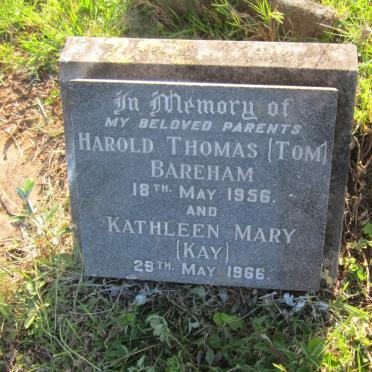 In Memory of
MY BELOVED PARENTS
HAROLD THOMAS (TOM)
BAREHAM
18TH. MAY 1956.
AND
KATHLEEN MARY
(KAY)
29TH. MAY 1966.